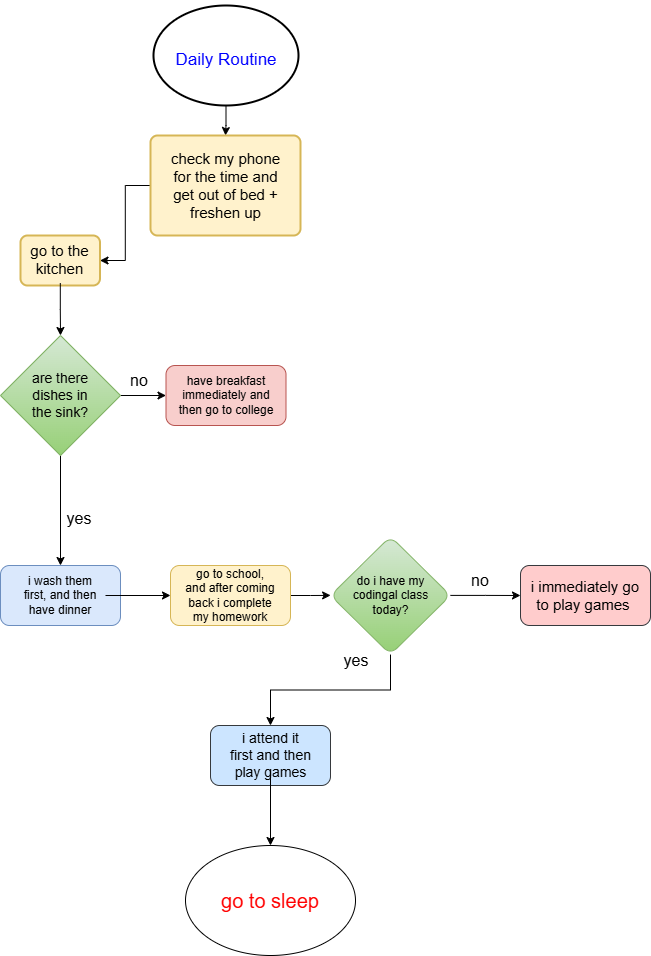 Daily Routine
check my phone
for the time and
get out of bed +
freshen up
go to the
kitchen
are there
dishes in
the sink?
no
have breakfast
immediately and
then go to college
yes
i wash them
first, and then
have dinner
go to school,
and after coming
back i complete
my homework
do i have my
codingal class
today?
no
i immediately go
to play games
yes
i attend it
first and then
play games
go to sleep